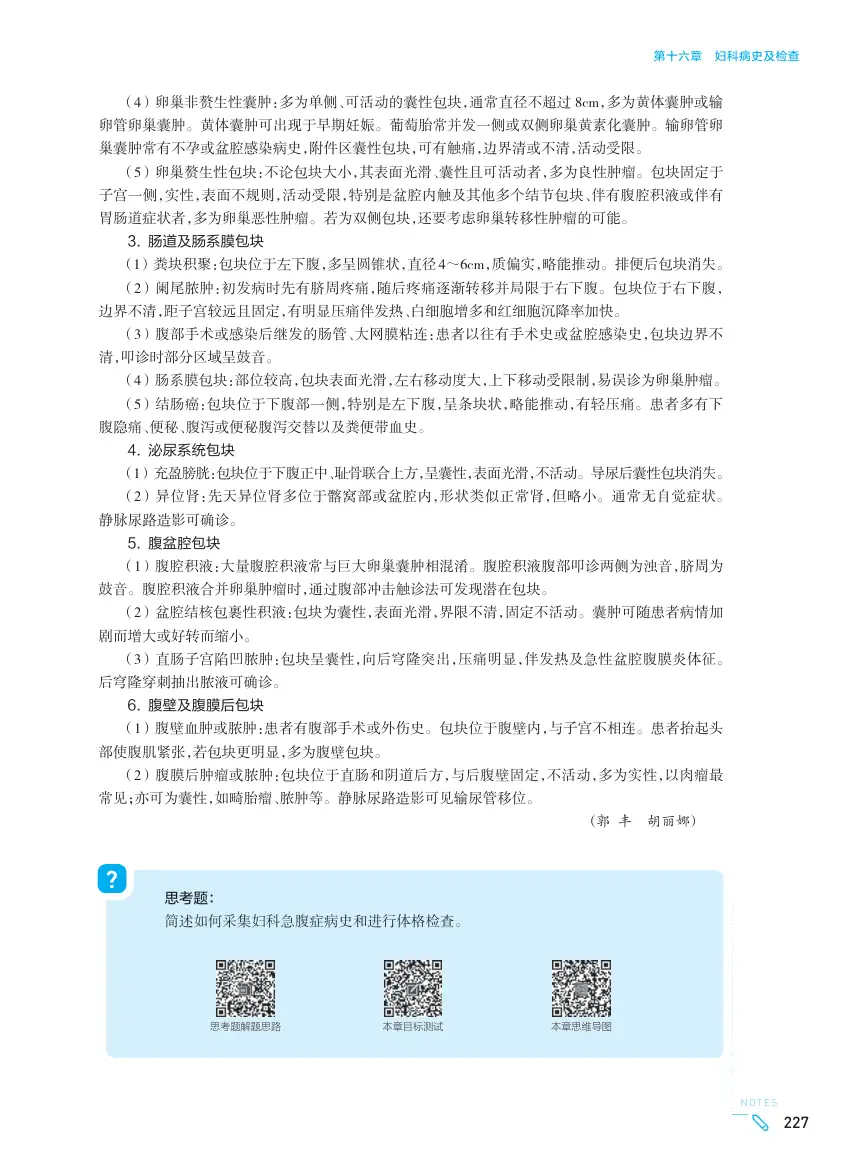 第十六章　妇科病史及检查
（4）卵巢非赘生性囊肿:多为单侧、可活动的囊性包块,通常直径不超过 8cm,多为黄体囊肿或输
卵管卵巢囊肿。黄体囊肿可出现于早期妊娠。葡萄胎常并发一侧或双侧卵巢黄素化囊肿。输卵管卵
巢囊肿常有不孕或盆腔感染病史,附件区囊性包块,可有触痛,边界清或不清,活动受限。
（5）卵巢赘生性包块:不论包块大小,其表面光滑、囊性且可活动者,多为良性肿瘤。包块固定于
子宫一侧,实性,表面不规则,活动受限,特别是盆腔内触及其他多个结节包块、伴有腹腔积液或伴有
胃肠道症状者,多为卵巢恶性肿瘤。若为双侧包块,还要考虑卵巢转移性肿瘤的可能。
3. 肠道及肠系膜包块
（1）粪块积聚:包块位于左下腹,多呈圆锥状,直径 4～6cm,质偏实,略能推动。排便后包块消失。
（2）阑尾脓肿:初发病时先有脐周疼痛,随后疼痛逐渐转移并局限于右下腹。包块位于右下腹,
边界不清,距子宫较远且固定,有明显压痛伴发热、白细胞增多和红细胞沉降率加快。
（3）腹部手术或感染后继发的肠管、大网膜粘连:患者以往有手术史或盆腔感染史,包块边界不
清,叩诊时部分区域呈鼓音。
（4）肠系膜包块:部位较高,包块表面光滑,左右移动度大,上下移动受限制,易误诊为卵巢肿瘤。
（5）结肠癌:包块位于下腹部一侧,特别是左下腹,呈条块状,略能推动,有轻压痛。患者多有下
腹隐痛、便秘、腹泻或便秘腹泻交替以及粪便带血史。
4. 泌尿系统包块
（1）充盈膀胱:包块位于下腹正中、耻骨联合上方,呈囊性,表面光滑,不活动。导尿后囊性包块消失。
（2）异位肾:先天异位肾多位于髂窝部或盆腔内,形状类似正常肾,但略小。通常无自觉症状。
静脉尿路造影可确诊。
5. 腹盆腔包块
（1）腹腔积液:大量腹腔积液常与巨大卵巢囊肿相混淆。腹腔积液腹部叩诊两侧为浊音,脐周为
鼓音。腹腔积液合并卵巢肿瘤时,通过腹部冲击触诊法可发现潜在包块。
（2）盆腔结核包裹性积液:包块为囊性,表面光滑,界限不清,固定不活动。囊肿可随患者病情加
剧而增大或好转而缩小。
（3）直肠子宫陷凹脓肿:包块呈囊性,向后穹隆突出,压痛明显,伴发热及急性盆腔腹膜炎体征。
后穹隆穿刺抽出脓液可确诊。
6. 腹壁及腹膜后包块
（1）腹壁血肿或脓肿:患者有腹部手术或外伤史。包块位于腹壁内,与子宫不相连。患者抬起头
部使腹肌紧张,若包块更明显,多为腹壁包块。
（2）腹膜后肿瘤或脓肿:包块位于直肠和阴道后方,与后腹壁固定,不活动,多为实性,以肉瘤最
常见;亦可为囊性,如畸胎瘤、脓肿等。静脉尿路造影可见输尿管移位。
（郭 丰　胡丽娜）
?
思考题:
简述如何采集妇科急腹症病史和进行体格检查。
思考题解题思路
本章目标测试
本章思维导图
NOTES
227